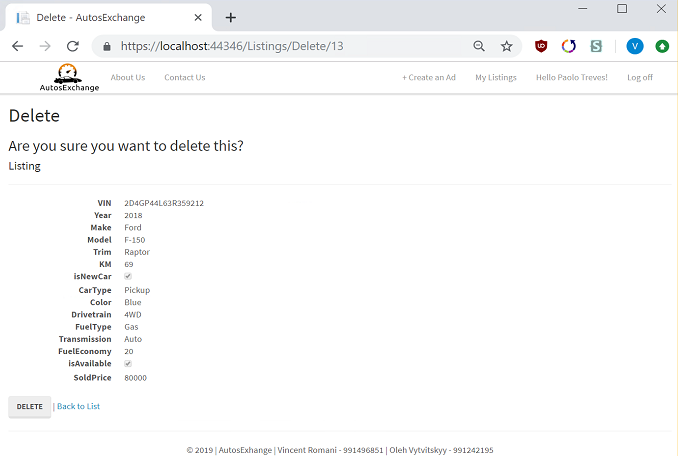 Delete - AutosExchange
https://localhost:44346/Listings/Delete/13
V
AutosExchange About Us Contact Us + Create an Ad My Listings Hello Paolo Treves! Log off
Delete
Are you sure you want to delete this?
Listing
VIN 2D4GP44L63R359212
Year 2018
Make Ford
Model F-150
Trim Raptor
KM 69
isNewCar
CarType Pickup
Color Blue
Drivetrain 4WD
FuelType Gas
Transmission Auto
FuelEconomy 20
isAvailable
SoldPrice 80000
DELETE | Back to List
© 2019 | AutosExhange | Vincent Romani - 991496851 | Oleh Vytvitskyy - 991242195